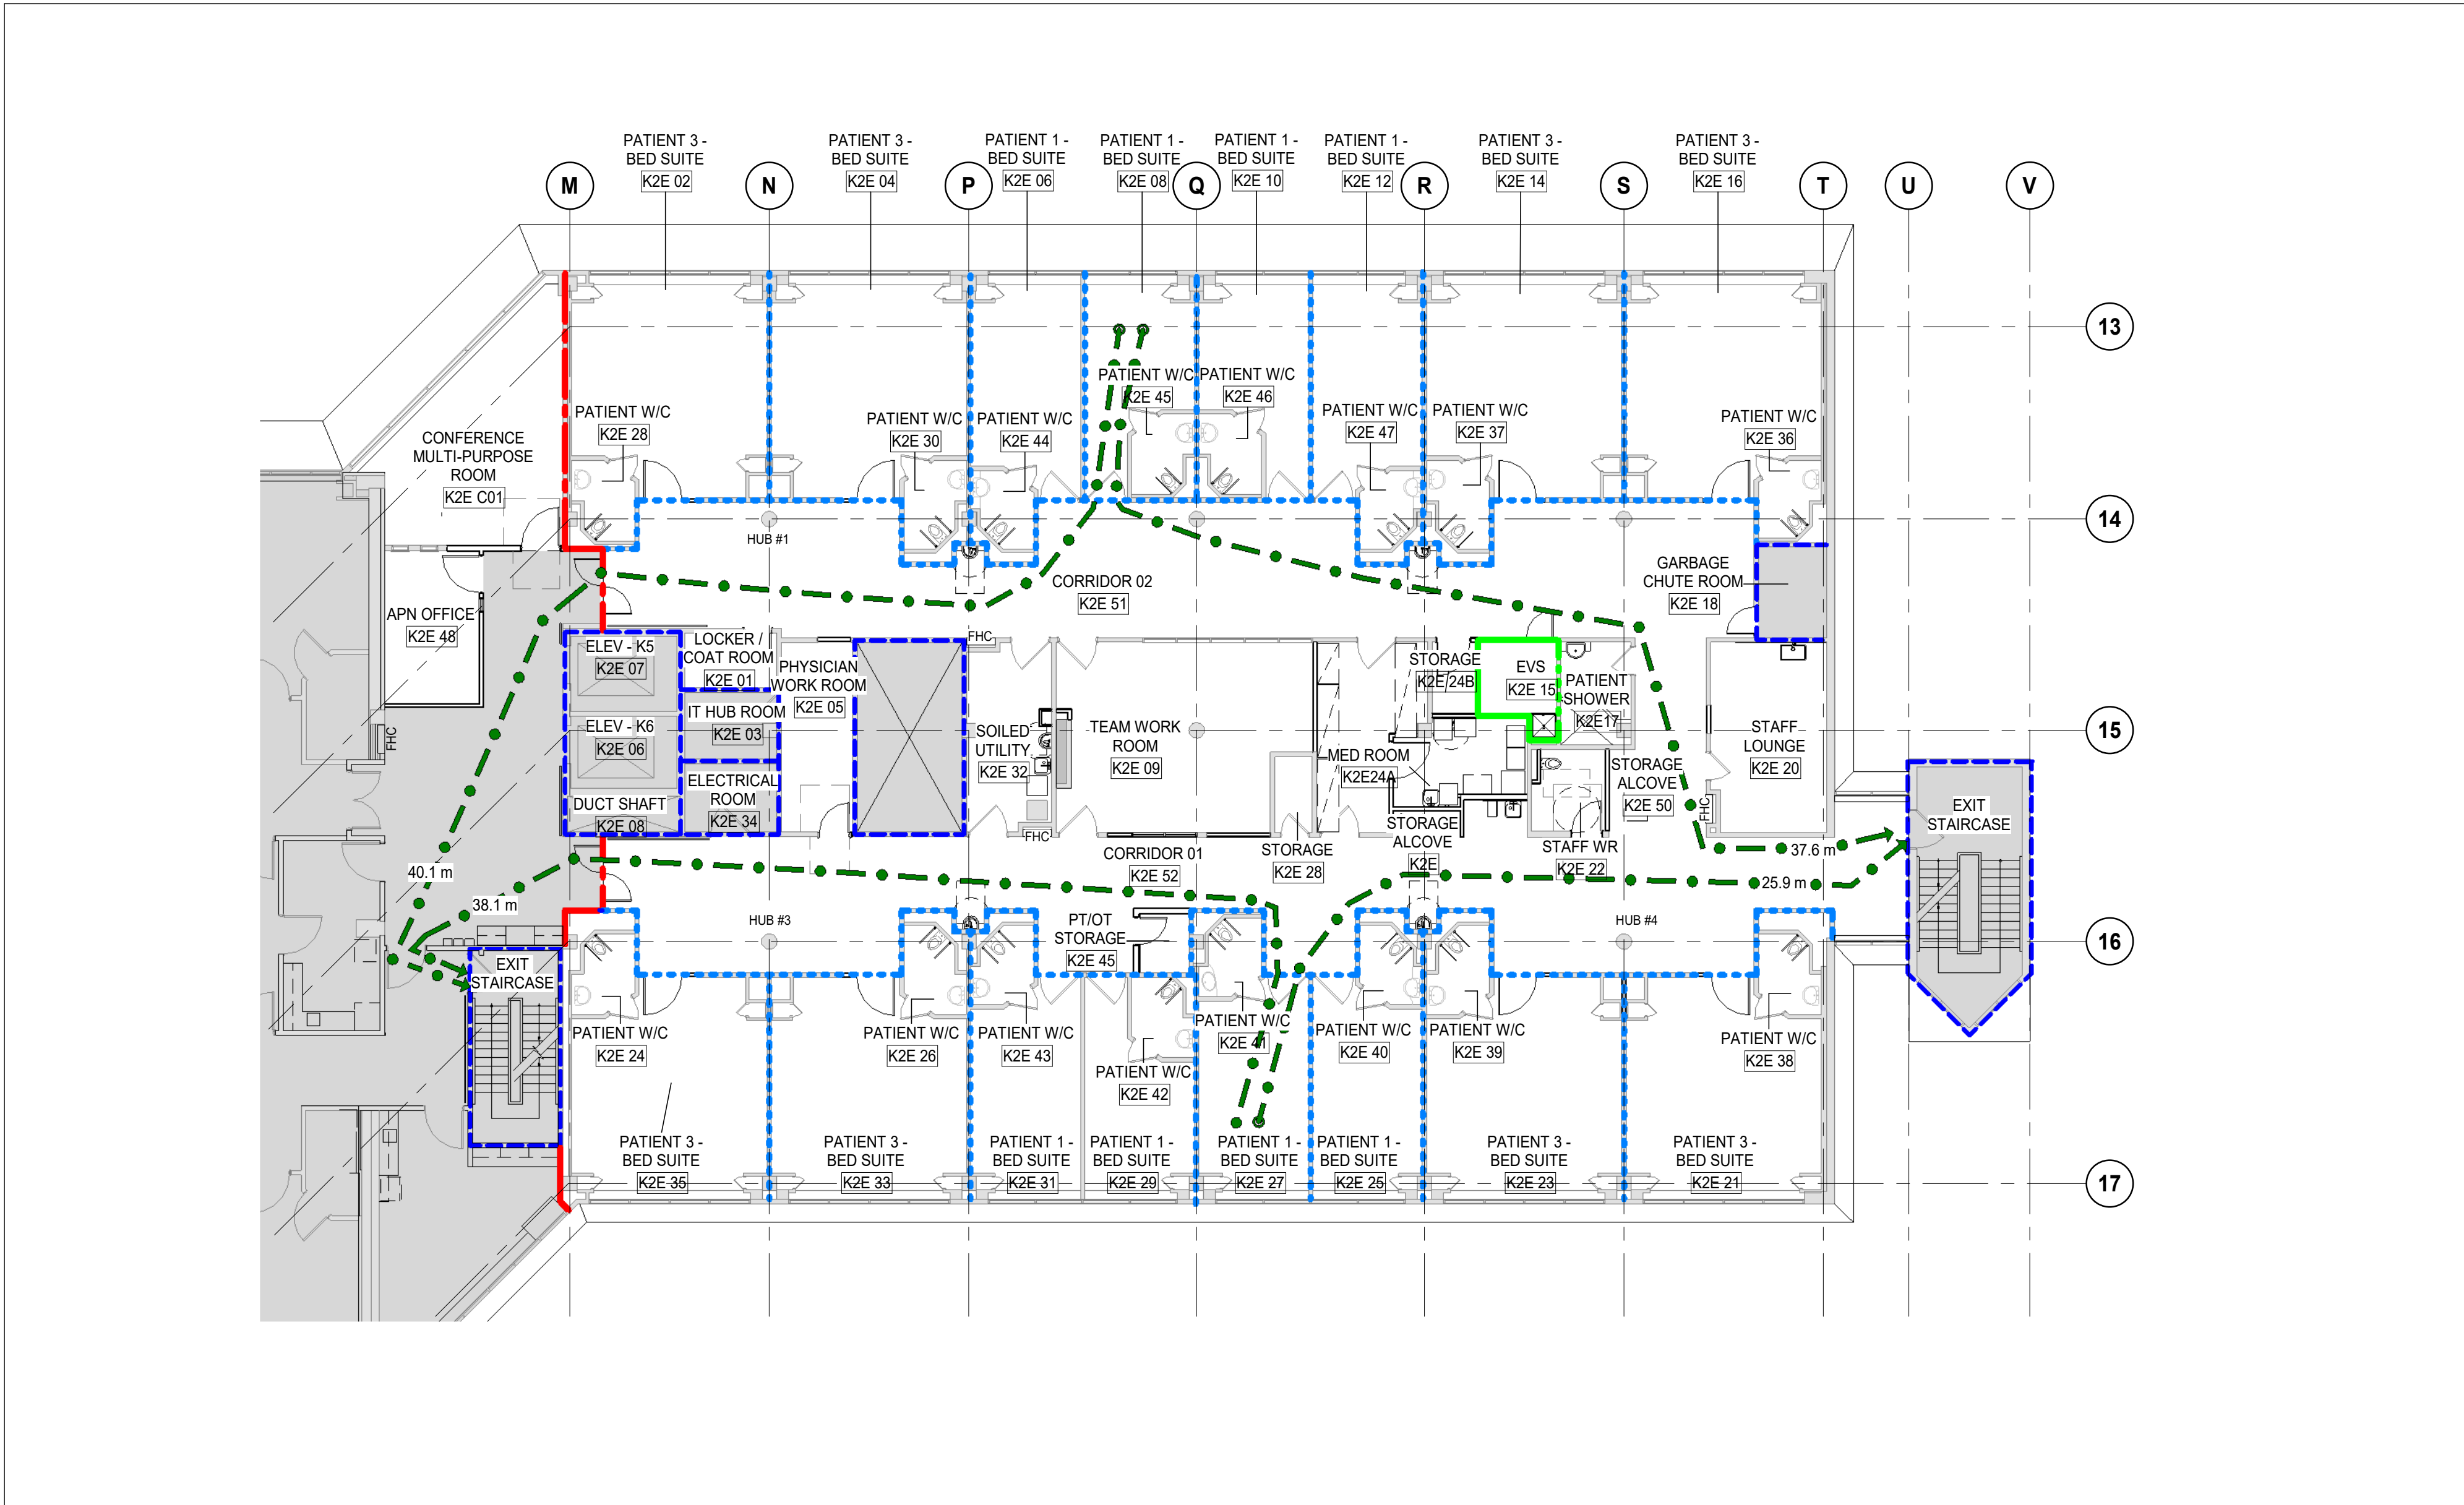 PATIENT 3 -
BED SUITE
K2E 02
PATIENT 3 -
BED SUITE
K2E 04
PATIENT 1 -
BED SUITE
K2E 06
PATIENT 1 -
BED SUITE
K2E 08
PATIENT 1 -
BED SUITE
K2E 10
PATIENT 1 -
BED SUITE
K2E 12
PATIENT 3 -
BED SUITE
K2E 14
PATIENT 3 -
BED SUITE
K2E 16
M
N
P
Q
R
S
T
U
V
13
14
15
16
17
CONFERENCE
MULTI-PURPOSE
ROOM
K2E C01
PATIENT W/C
K2E 28
PATIENT W/C
K2E 30
PATIENT W/C
K2E 44
PATIENT W/C
K2E 45
PATIENT W/C
K2E 46
PATIENT W/C
K2E 47
PATIENT W/C
K2E 37
PATIENT W/C
K2E 36
HUB #1
CORRIDOR 02
K2E 51
GARBAGE
CHUTE ROOM
K2E 18
APN OFFICE
K2E 48
FHC
ELEV - K5
K2E 07
ELEV - K6
K2E 06
DUCT SHAFT
K2E 08
LOCKER /
COAT ROOM
K2E 01
IT HUB ROOM
K2E 03
ELECTRICAL
ROOM
K2E 34
PHYSICIAN
WORK ROOM
K2E 05
FHC
SOILED
UTILITY
K2E 32
FHC
TEAM WORK
ROOM
K2E 09
STORAGE
K2E 28
MED ROOM
K2E24A
STORAGE
K2E/24B
EVS
K2E 15
PATIENT
SHOWER
K2E17
STORAGE
ALCOVE
K2E 50
STORAGE
ALCOVE
K2E
STAFF WR
K2E 22
FHC
STAFF
LOUNGE
K2E 20
EXIT
STAIRCASE
37.6 m
25.9 m
40.1 m
38.1 m
CORRIDOR 01
K2E 52
HUB #3
HUB #4
PT/OT
STORAGE
K2E 45
EXIT
STAIRCASE
PATIENT W/C
K2E 24
PATIENT W/C
K2E 26
PATIENT W/C
K2E 43
PATIENT W/C
K2E 42
PATIENT W/C
K2E 41
PATIENT W/C
K2E 40
PATIENT W/C
K2E 39
PATIENT W/C
K2E 38
PATIENT 3 -
BED SUITE
K2E 35
PATIENT 3 -
BED SUITE
K2E 33
PATIENT 1 -
BED SUITE
K2E 31
PATIENT 1 -
BED SUITE
K2E 29
PATIENT 1 -
BED SUITE
K2E 27
PATIENT 1 -
BED SUITE
K2E 25
PATIENT 3 -
BED SUITE
K2E 23
PATIENT 3 -
BED SUITE
K2E 21